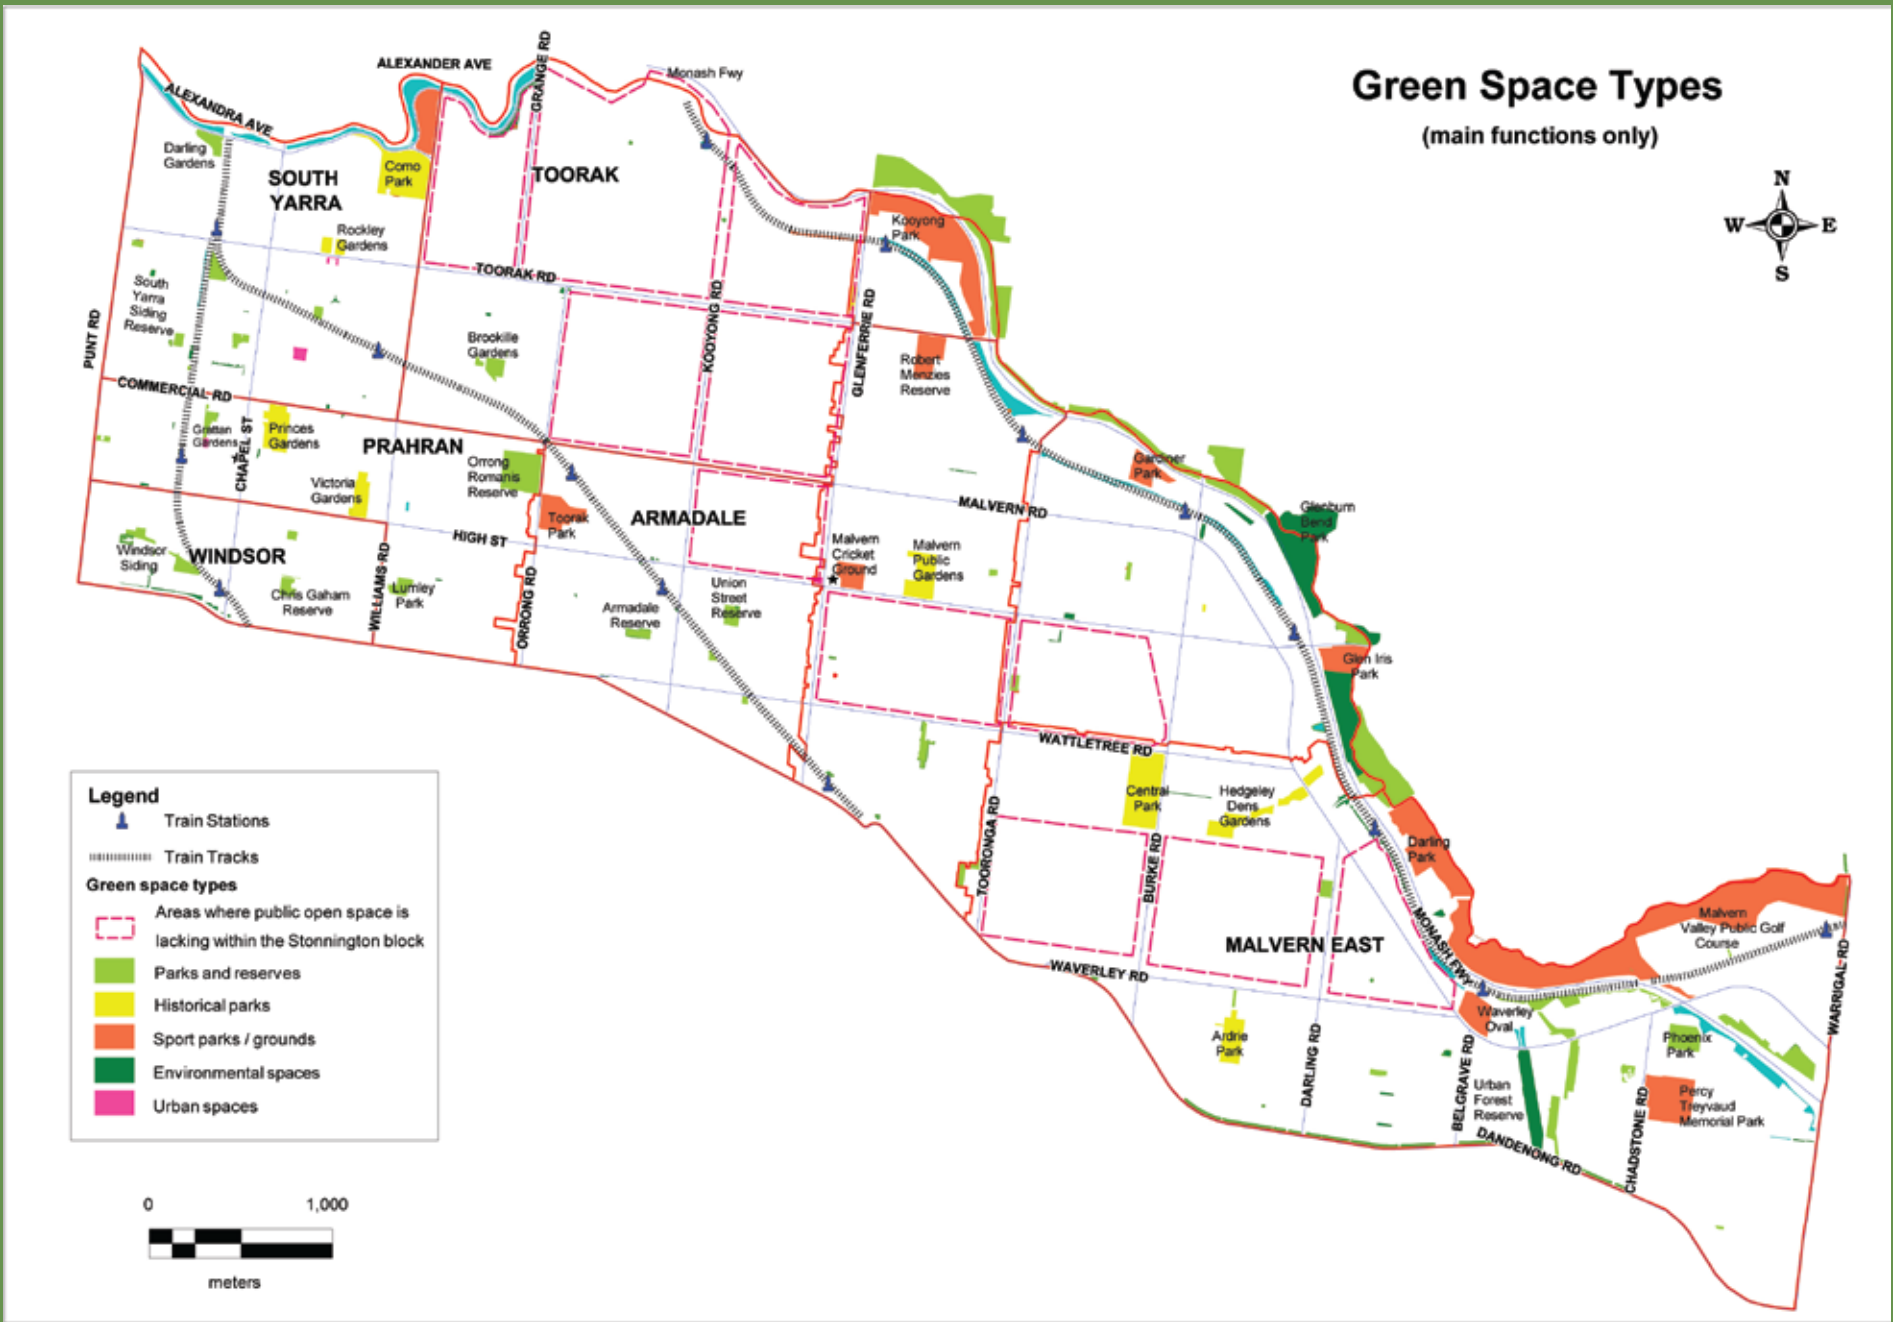 Green Space Types
(main functions only)
N
W
E
S
ALEXANDER AVE
GRANGE RD
Monash Fwy
ALEXANDRA AVE
Darling
Gardens
SOUTH
YARRA
Como
Park
TOORAK
Rockley
Gardens
Kooyong
Park
TOORAK RD
South
Yarra
Siding
Reserve
PUNT RD
Brookille
Gardens
KOOYONG RD
GLENFERRIE RD
Robert
Menzies
Reserve
COMMERCIAL RD
Grattan
Gardens
CHAPEL ST
Princes
Gardens
PRAHRAN
Victoria
Gardens
Orrong
Romanis
Reserve
Toorak
Park
ARMADALE
Gardiner
Park
MALVERN RD
Glenburn
Bend
Park
HIGH ST
Windsor
Siding
WINDSOR
Chris Gaham
Reserve
WILLIAMS RD
Lumley
Park
ORRONG RD
Armadale
Reserve
Union
Street
Reserve
Malvern
Cricket
Ground
Malvern
Public
Gardens
Glen Iris
Park
WATTLETREE RD
Central
Park
Hedgeley
Dens
Gardens
TOORONGA RD
BURKE RD
Darling
Park
MALVERN EAST
MONASH FWY
Malvern
Valley Public Golf
Course
WARRIGAL RD
WAVERLEY RD
Waverley
Oval
Ardrie
Park
DARLING RD
BELGRAVE RD
Urban
Forest
Reserve
Phoenix
Park
Percy
Treyvaud
Memorial Park
CHADSTONE RD
DANDENONG RD
Legend
Train Stations
Train Tracks
Green space types
Areas where public open space is
lacking within the Stonnington block
Parks and reserves
Historical parks
Sport parks / grounds
Environmental spaces
Urban spaces
0 1,000
meters